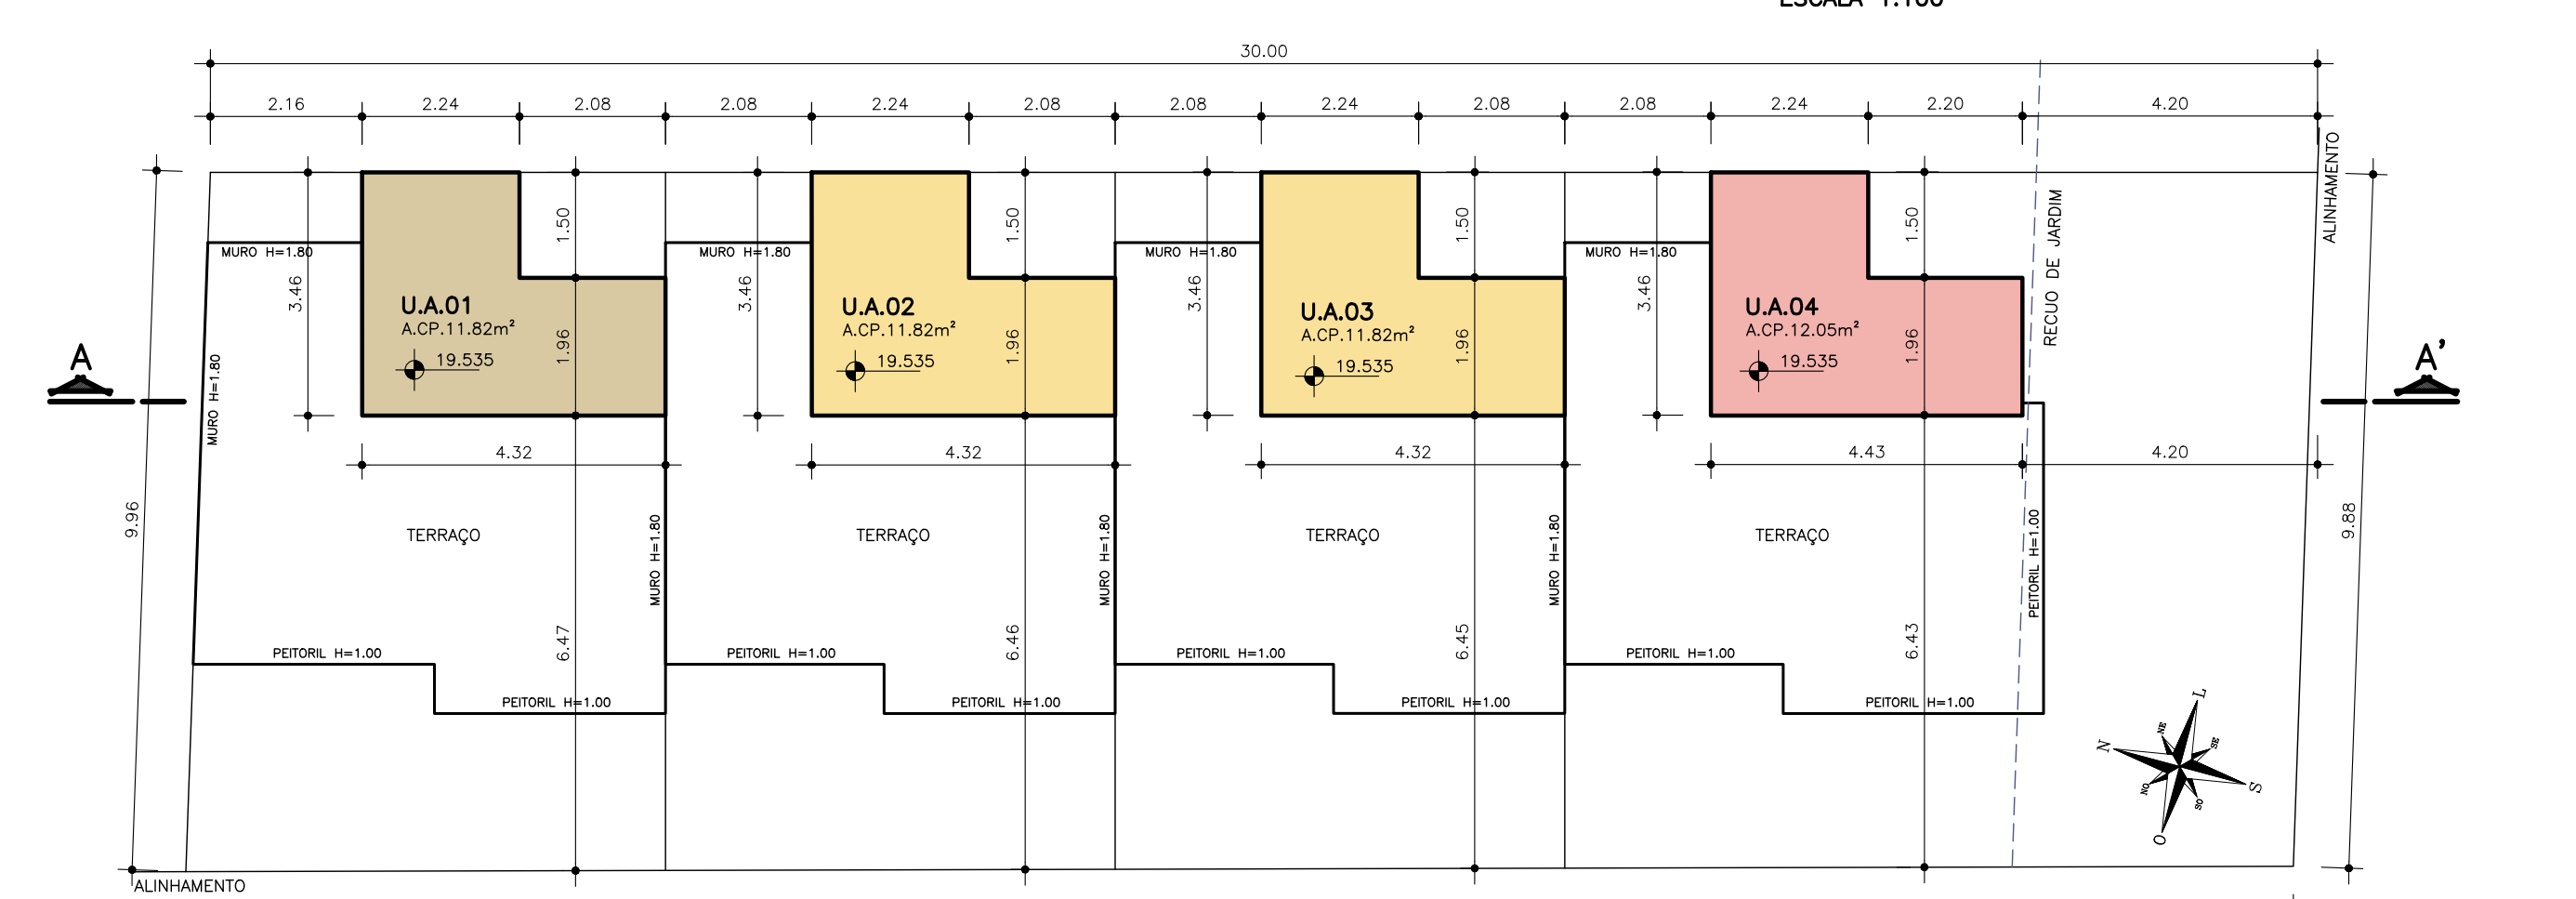 ESCALA 1:100
30.00
2.16 2.24 2.08 2.08 2.24 2.08 2.08 2.24 2.08 2.08 2.24 2.20 4.20
ALINHAMENTO
RECUO DE JARDIM
1.50 1.50 1.50 1.50
MURO H=1.80 MURO H=1.80 MURO H=1.80 MURO H=1.80
3.46 3.46 3.46 3.46
U.A.01
A.CP.11.82m²
19.535
1.96
U.A.02
A.CP.11.82m²
19.535
1.96
U.A.03
A.CP.11.82m²
19.535
1.96
U.A.04
A.CP.12.05m²
19.535
1.96
A
A'
MURO H=1.80
4.32 4.32 4.32 4.43 4.20
9.96
TERRAÇO TERRAÇO TERRAÇO TERRAÇO
9.88
MURO H=1.80 MURO H=1.80 MURO H=1.80 PEITORIL H=1.00
6.47 6.46 6.45 6.43
PEITORIL H=1.00 PEITORIL H=1.00 PEITORIL H=1.00 PEITORIL H=1.00
PEITORIL H=1.00 PEITORIL H=1.00 PEITORIL H=1.00 PEITORIL H=1.00
L
NE
SE
N
S
NO
SO
O
ALINHAMENTO